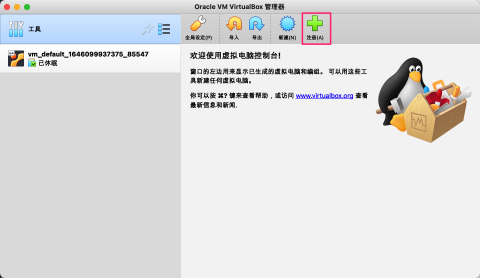 Oracle VM VirtualBox 管理器
工具
全局设定(P)
导入
导出
新建(N)
注册(A)
vm_default_1646099937375_85547
已休眠
欢迎使用虚拟电脑控制台!
窗口的左边用来显示已生成的虚拟电脑和编组。 可以用这些工
具新建任何虚拟电脑。
你可以按 ⌘? 键来查看帮助，或访问 www.virtualbox.org 查看
最新信息和新闻.